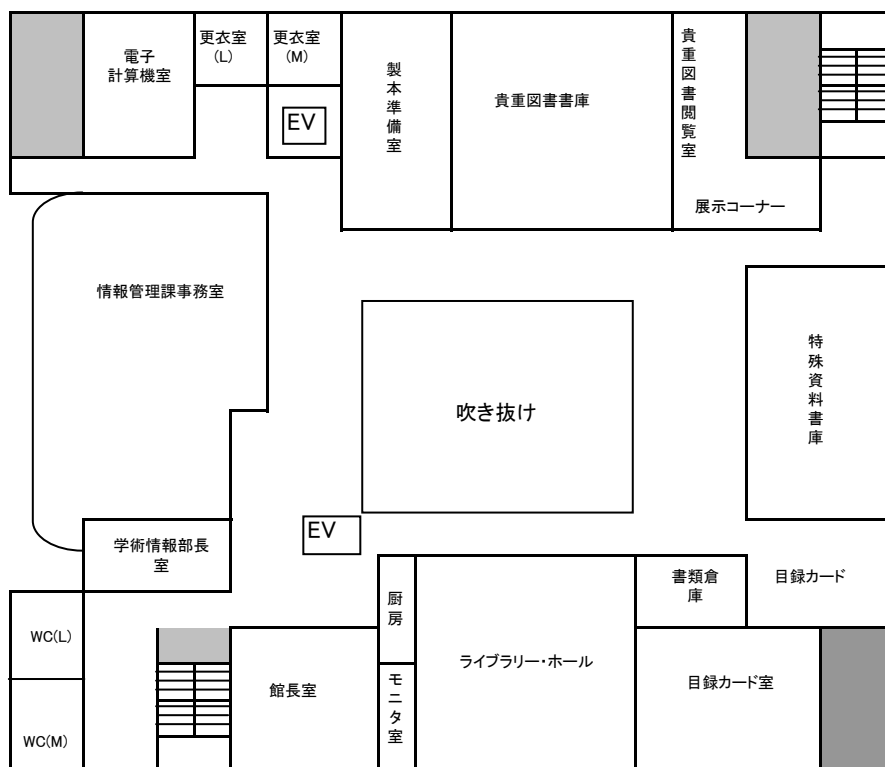 電子
計算機室
更衣室
(L)
更衣室
(M)
EV
製本準備室
貴重図書書庫
貴重図書閲覧室
展示コーナー
情報管理課事務室
吹き抜け
特殊資料書庫
EV
学術情報部長
室
厨房
書類倉
庫
目録カード
WC(L)
館長室
モニタ室
ライブラリー・ホール
目録カード室
WC(M)